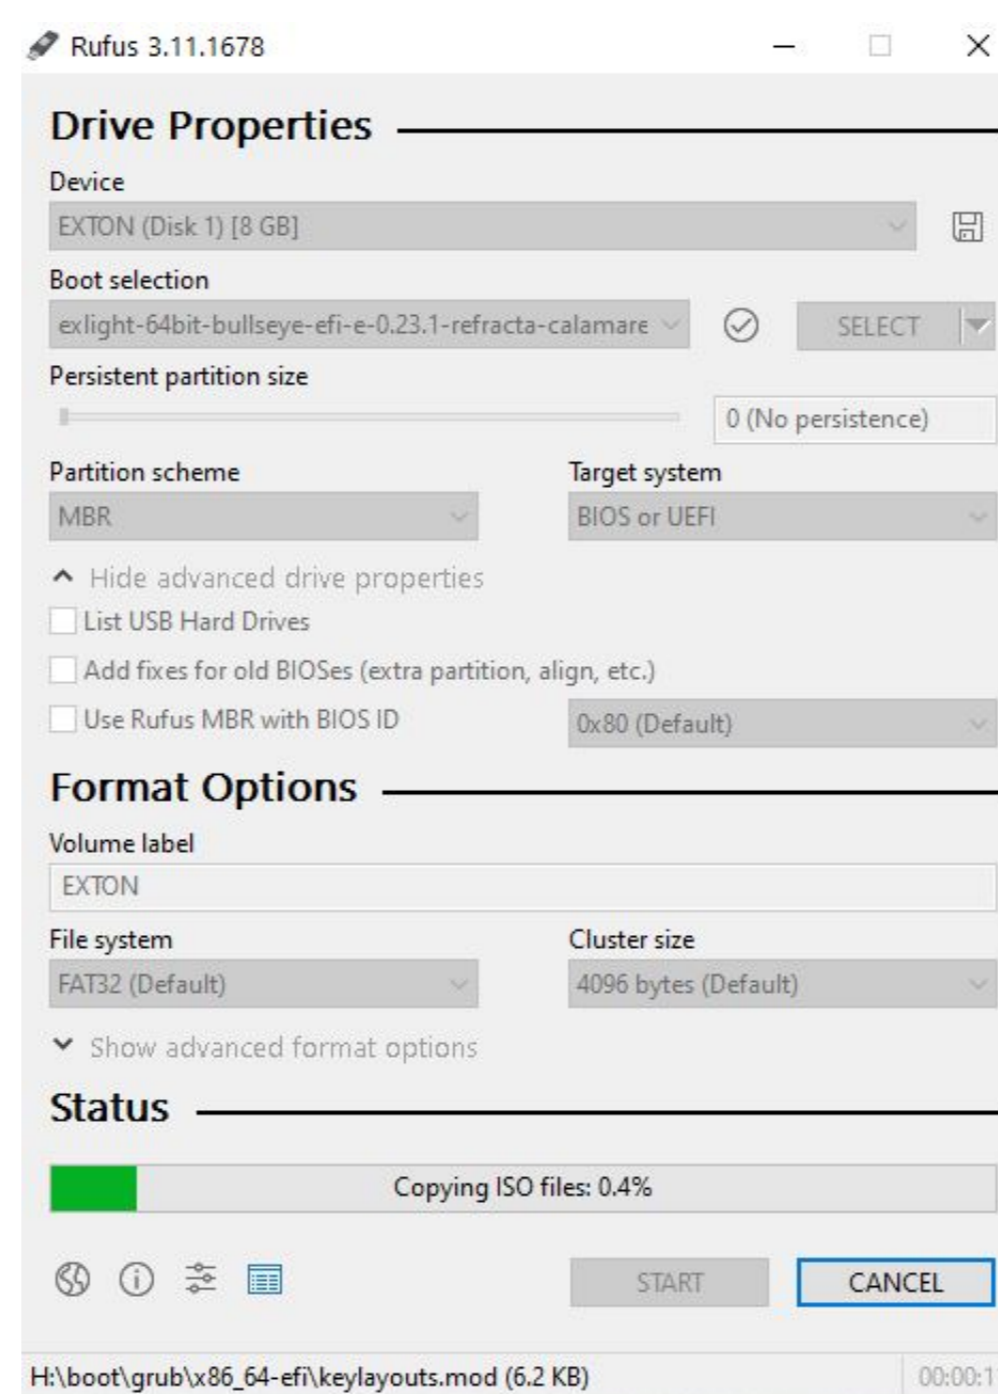 Rufus 3.11.1678
Drive Properties
Device
EXTON (Disk 1) [8 GB]
Boot selection
exlight-64bit-bullseye-efi-e-0.23.1-refracta-calamare
SELECT
Persistent partition size
0 (No persistence)
Partition scheme
Target system
MBR
BIOS or UEFI
Hide advanced drive properties
List USB Hard Drives
Add fixes for old BIOSes (extra partition, align, etc.)
Use Rufus MBR with BIOS ID
0x80 (Default)
Format Options
Volume label
EXTON
File system
Cluster size
FAT32 (Default)
4096 bytes (Default)
Show advanced format options
Status
Copying ISO files: 0.4%
START
CANCEL
H:\boot\grub\x86_64-efi\keylayouts.mod (6.2 KB)
00:00:1